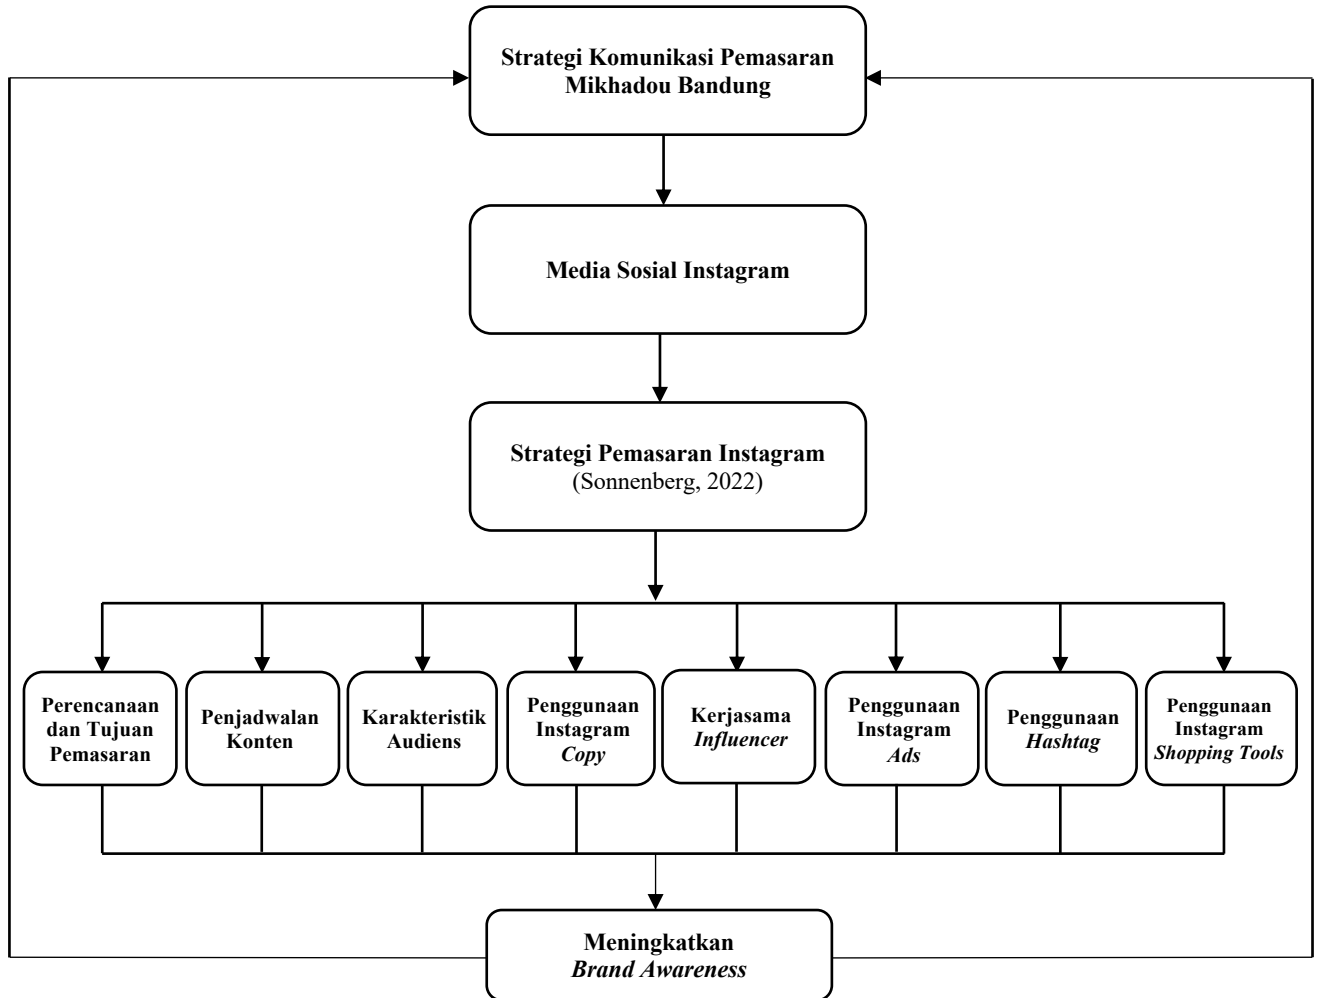 Strategi Komunikasi Pemasaran
Mikhadou Bandung
Media Sosial Instagram
Strategi Pemasaran Instagram
(Sonnenberg, 2022)
Perencanaan
dan Tujuan
Pemasaran
Penjadwalan
Konten
Karakteristik
Audiens
Penggunaan
Instagram
Copy
Kerjasama
Influencer
Penggunaan
Instagram
Ads
Penggunaan
Hashtag
Penggunaan
Instagram
Shopping Tools
Meningkatkan
Brand Awareness